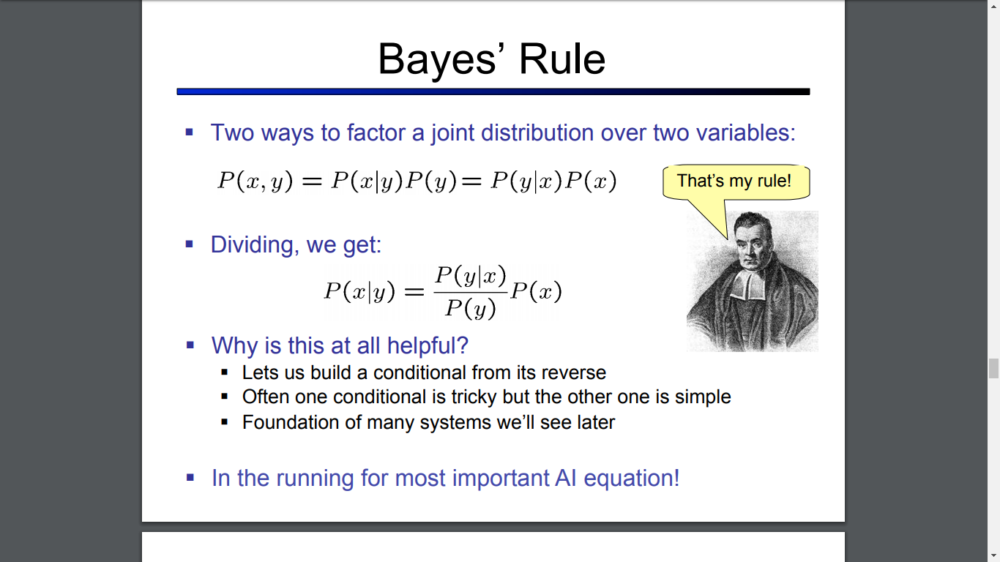 Bayes’ Rule
▪ Two ways to factor a joint distribution over two variables:
P(x, y) = P(x|y)P(y) = P(y|x)P(x)
That’s my rule!
▪ Dividing, we get:
P(x|y) = \frac{P(y|x)}{P(y)} P(x)
▪ Why is this at all helpful?
▪ Lets us build a conditional from its reverse
▪ Often one conditional is tricky but the other one is simple
▪ Foundation of many systems we’ll see later
▪ In the running for most important AI equation!